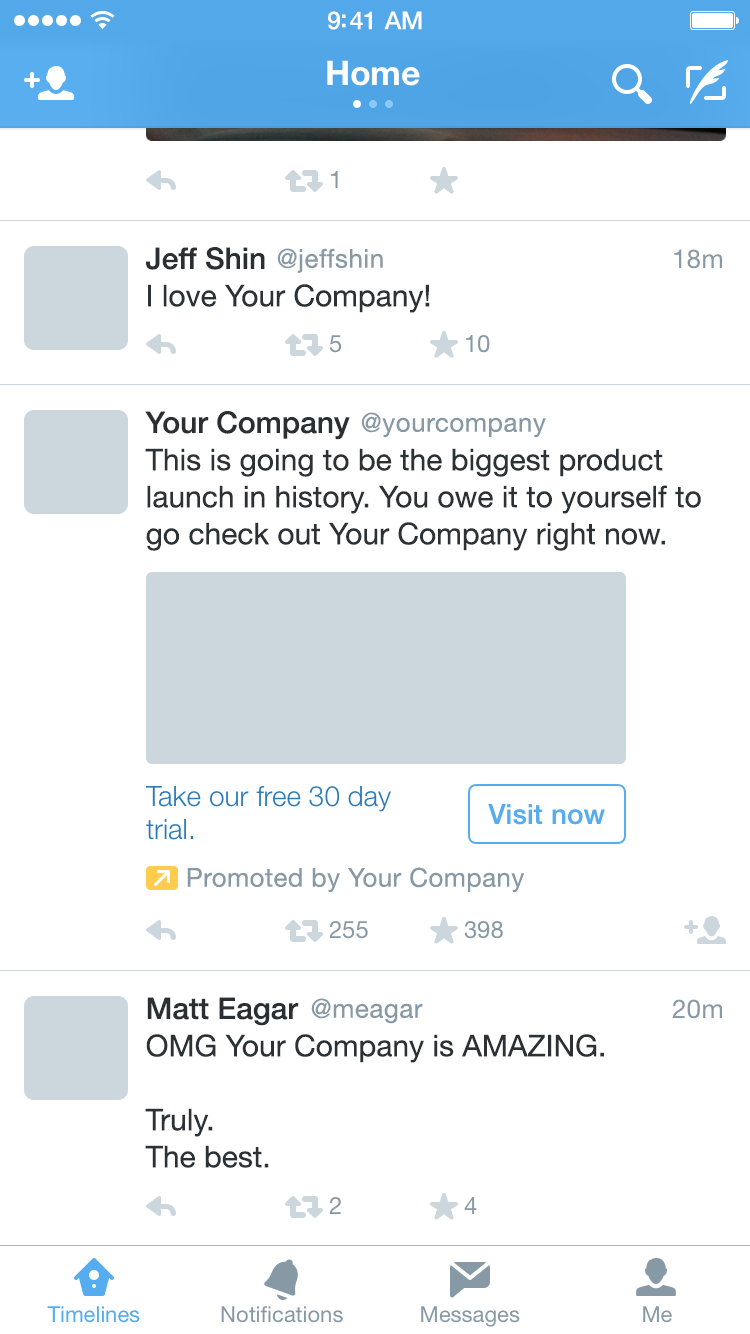 9:41 AM
Home
1
Jeff Shin @jeffshin 18m
I love Your Company!
5 10
Your Company @yourcompany
This is going to be the biggest product
launch in history. You owe it to yourself to
go check out Your Company right now.
Take our free 30 day
trial.
Visit now
Promoted by Your Company
255 398
Matt Eagar @meagar 20m
OMG Your Company is AMAZING.
Truly.
The best.
2 4
Timelines Notifications Messages Me